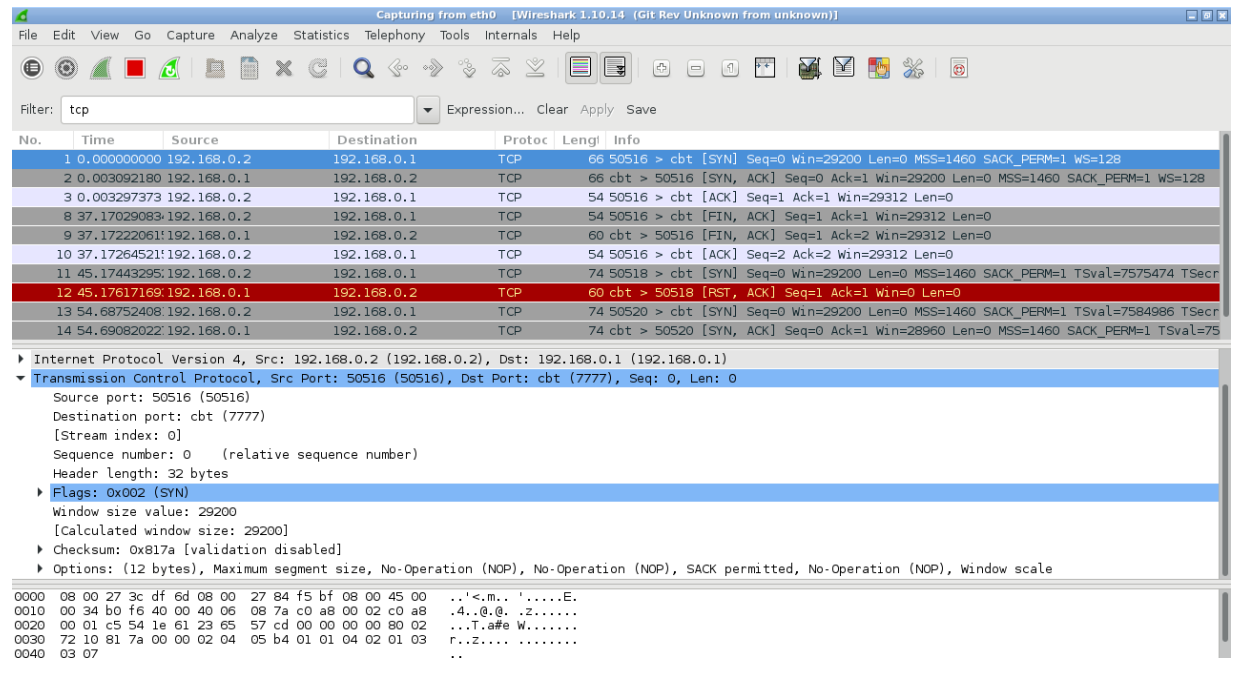 Capturing from eth0 [Wireshark 1.10.14 (Git Rev Unknown from unknown)]
File Edit View Go Capture Analyze Statistics Telephony Tools Internals Help
Filter: tcp Expression... Clear Apply Save
No. Time Source Destination Protoc Lengt Info
1 0.000000000 192.168.0.2 192.168.0.1 TCP 66 50516 > cbt [SYN] Seq=0 Win=29200 Len=0 MSS=1460 SACK_PERM=1 WS=128
2 0.003092180 192.168.0.1 192.168.0.2 TCP 66 cbt > 50516 [SYN, ACK] Seq=0 Ack=1 Win=29200 Len=0 MSS=1460 SACK_PERM=1 WS=128
3 0.003297373 192.168.0.2 192.168.0.1 TCP 54 50516 > cbt [ACK] Seq=1 Ack=1 Win=29312 Len=0
8 37.17029083 192.168.0.2 192.168.0.1 TCP 54 50516 > cbt [FIN, ACK] Seq=1 Ack=1 Win=29312 Len=0
9 37.17222061 192.168.0.1 192.168.0.2 TCP 60 cbt > 50516 [FIN, ACK] Seq=1 Ack=2 Win=29312 Len=0
10 37.17264521 192.168.0.2 192.168.0.1 TCP 54 50516 > cbt [ACK] Seq=2 Ack=2 Win=29312 Len=0
11 45.17443295 192.168.0.2 192.168.0.1 TCP 74 50518 > cbt [SYN] Seq=0 Win=29200 Len=0 MSS=1460 SACK_PERM=1 TSval=7575474 TSecr
12 45.17617169 192.168.0.1 192.168.0.2 TCP 60 cbt > 50518 [RST, ACK] Seq=1 Ack=1 Win=0 Len=0
13 54.68752408 192.168.0.2 192.168.0.1 TCP 74 50520 > cbt [SYN] Seq=0 Win=29200 Len=0 MSS=1460 SACK_PERM=1 TSval=7584986 TSecr
14 54.69082022 192.168.0.1 192.168.0.2 TCP 74 cbt > 50520 [SYN, ACK] Seq=0 Ack=1 Win=28960 Len=0 MSS=1460 SACK_PERM=1 TSval=75
Internet Protocol Version 4, Src: 192.168.0.2 (192.168.0.2), Dst: 192.168.0.1 (192.168.0.1)
Transmission Control Protocol, Src Port: 50516 (50516), Dst Port: cbt (7777), Seq: 0, Len: 0
Source port: 50516 (50516)
Destination port: cbt (7777)
[Stream index: 0]
Sequence number: 0 (relative sequence number)
Header length: 32 bytes
Flags: 0x002 (SYN)
Window size value: 29200
[Calculated window size: 29200]
Checksum: 0x817a [validation disabled]
Options: (12 bytes), Maximum segment size, No-Operation (NOP), No-Operation (NOP), SACK permitted, No-Operation (NOP), Window scale
0000 08 00 27 3c df 6d 08 00 27 84 f5 bf 08 00 45 00 ..'<.m.. '.....E.
0010 00 34 b0 f6 40 00 40 06 08 7a c0 a8 00 02 c0 a8 .4..@.@. .z......
0020 00 01 c5 54 1e 61 23 65 57 cd 00 00 00 00 80 02 ...T.a#e W.......
0030 72 10 81 7a 00 00 02 04 05 b4 01 01 04 02 01 03 r..z.... ........
0040 03 07 ..